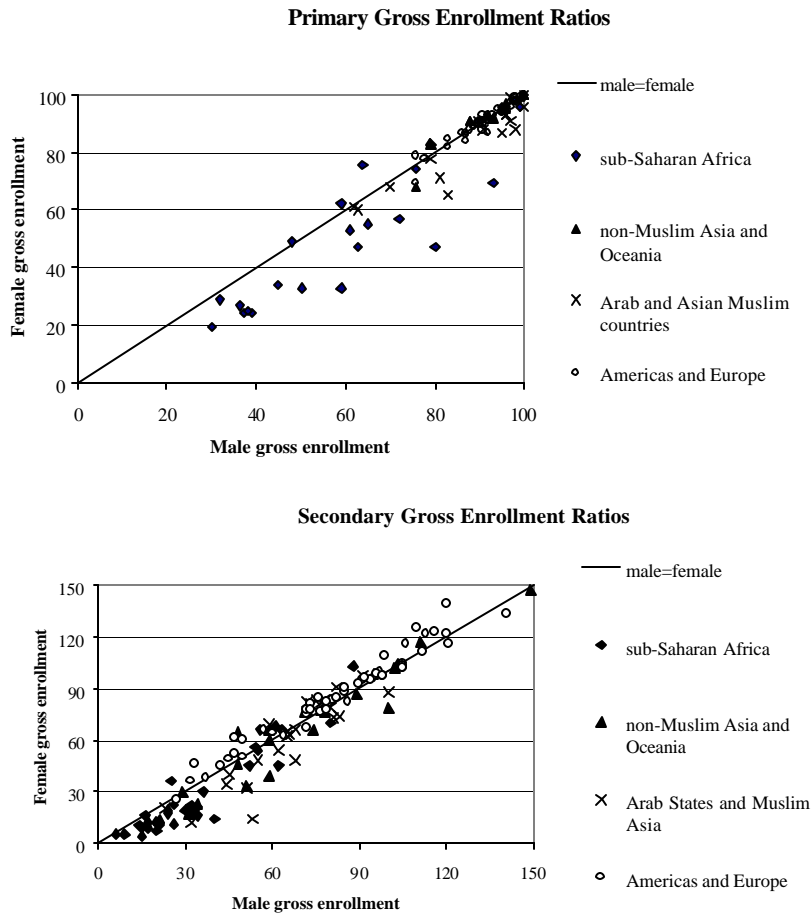 Primary Gross Enrollment Ratios
Female gross enrollment
100
80
60
40
20
0
0 20 40 60 80 100
Male gross enrollment
male=female
sub-Saharan Africa
non-Muslim Asia and
Oceania
Arab and Asian Muslim
countries
Americas and Europe
Secondary Gross Enrollment Ratios
Female gross enrollment
150
120
90
60
30
0
0 30 60 90 120 150
Male gross enrollment
male=female
sub-Saharan Africa
non-Muslim Asia and
Oceania
Arab States and Muslim
Asia
Americas and Europe